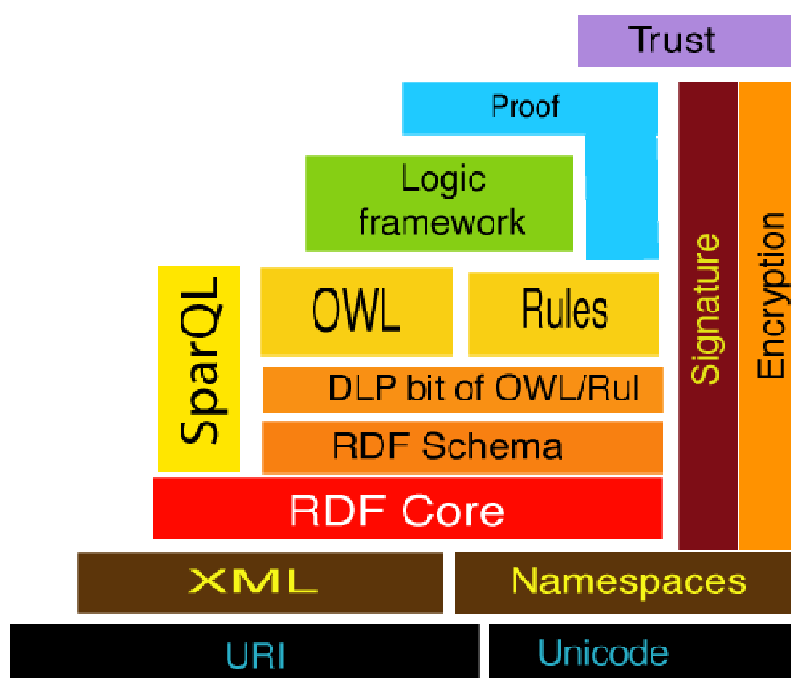 Trust
Proof
Logic
framework
Signature
Encryption
SparQL
OWL
Rules
DLP bit of OWL/Rul
RDF Schema
RDF Core
XML
Namespaces
URI
Unicode